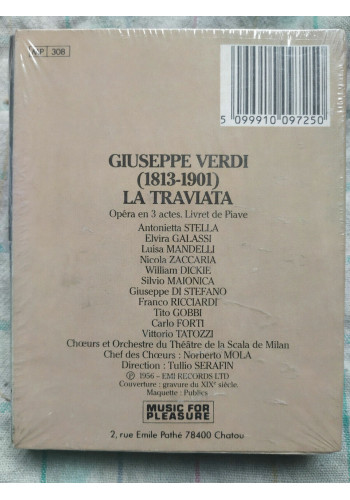 308
5 099910 097250
GIUSEPPE VERDI
(1813-1901)
LA TRAVIATA
Opéra en 3 actes. Livret de Piave
Antonietta STELLA
Elvira GALASSI
Luisa MANDELLI
Nicola ZACCARIA
William DICKIE
Silvio MAIONICA
Giuseppe DI STEFANO
Franco RICCIARDI
Tito GOBBI
Carlo FORTI
Vittorio TATOZZI
Chœurs et Orchestre du Théâtre de la Scala de Milan
Chef des Chœurs : Norberto MOLA
Direction : Tullio SERAFIN
℗ 1956 – EMI RECORDS LTD
Couverture : gravure du XIXᵉ siècle.
Maquette : Publics
MUSIC FOR
PLEASURE
2, rue Emile Pathé 78400 Chatou